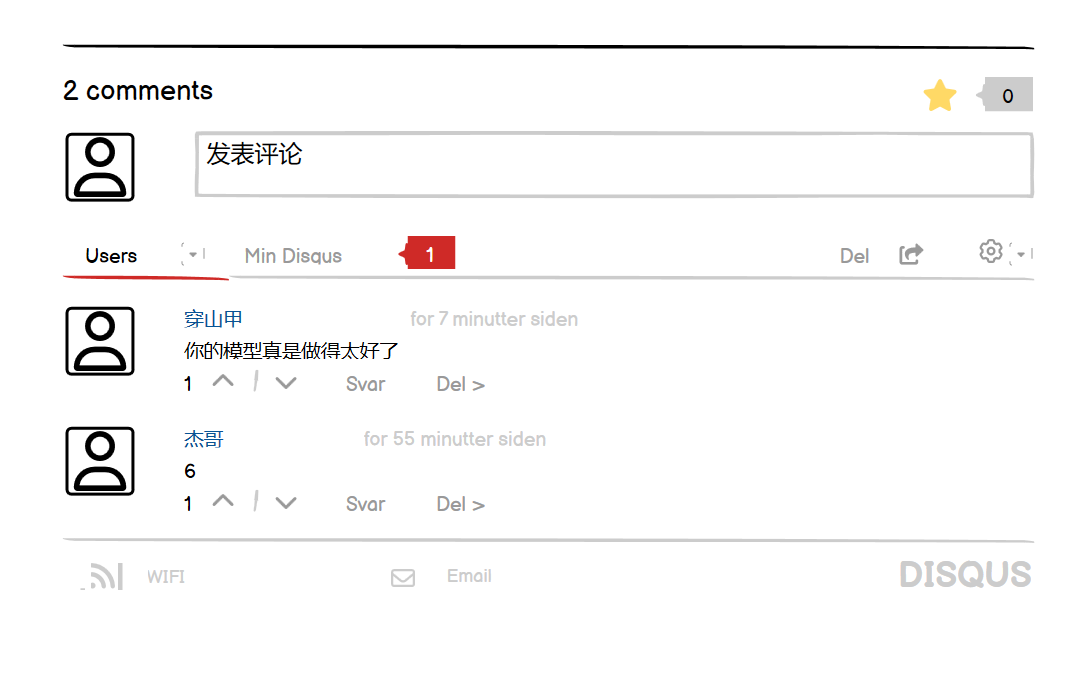 2 comments
0
发表评论
Users
Min Disqus
1
Del
穿山甲 for 7 minutter siden
你的模型真是做得太好了
1 Svar Del >
杰哥 for 55 minutter siden
6
1 Svar Del >
WIFI Email DISQUS